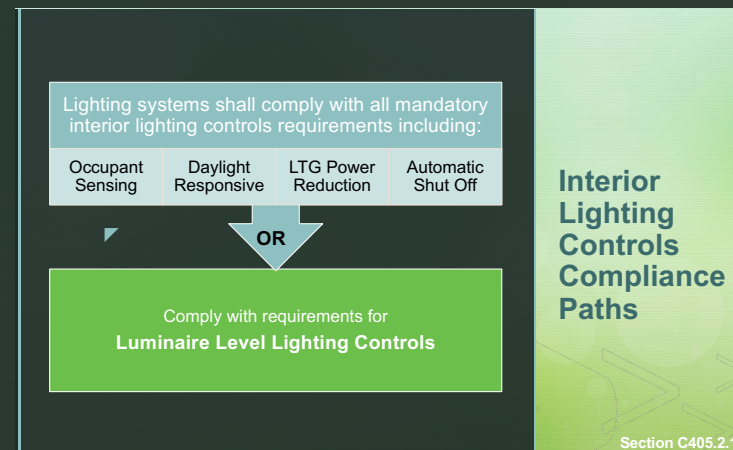 Lighting systems shall comply with all mandatory
interior lighting controls requirements including:
Occupant
Sensing
Daylight
Responsive
LTG Power
Reduction
Automatic
Shut Off
OR
Comply with requirements for
Luminaire Level Lighting Controls
Interior
Lighting
Controls
Compliance
Paths
Section C405.2.1